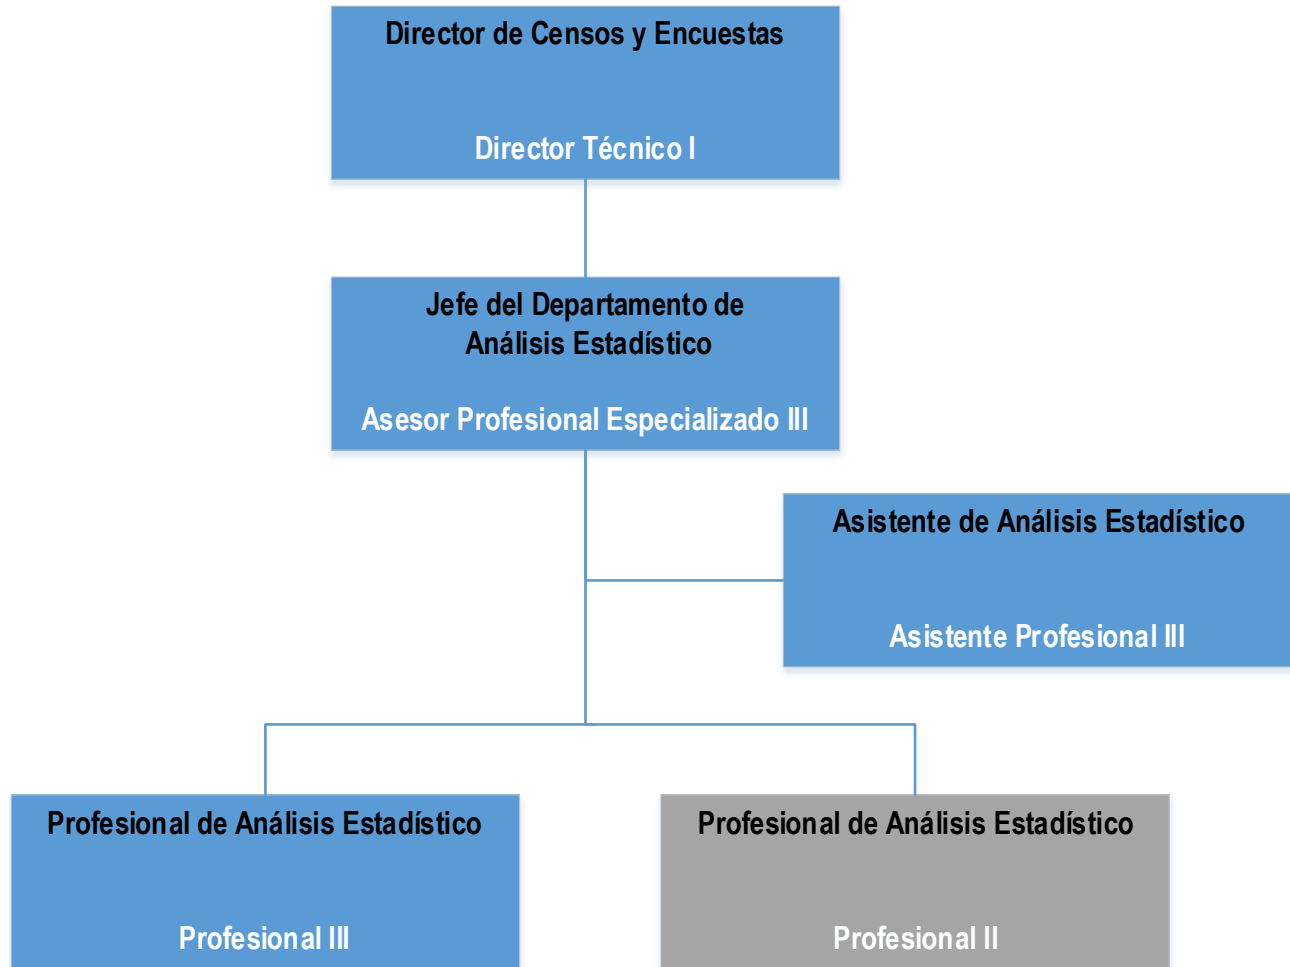 Director de Censos y Encuestas
Director Técnico I
Jefe del Departamento de
Análisis Estadístico
Asesor Profesional Especializado III
Asistente de Análisis Estadístico
Asistente Profesional III
Profesional de Análisis Estadístico
Profesional III
Profesional de Análisis Estadístico
Profesional II